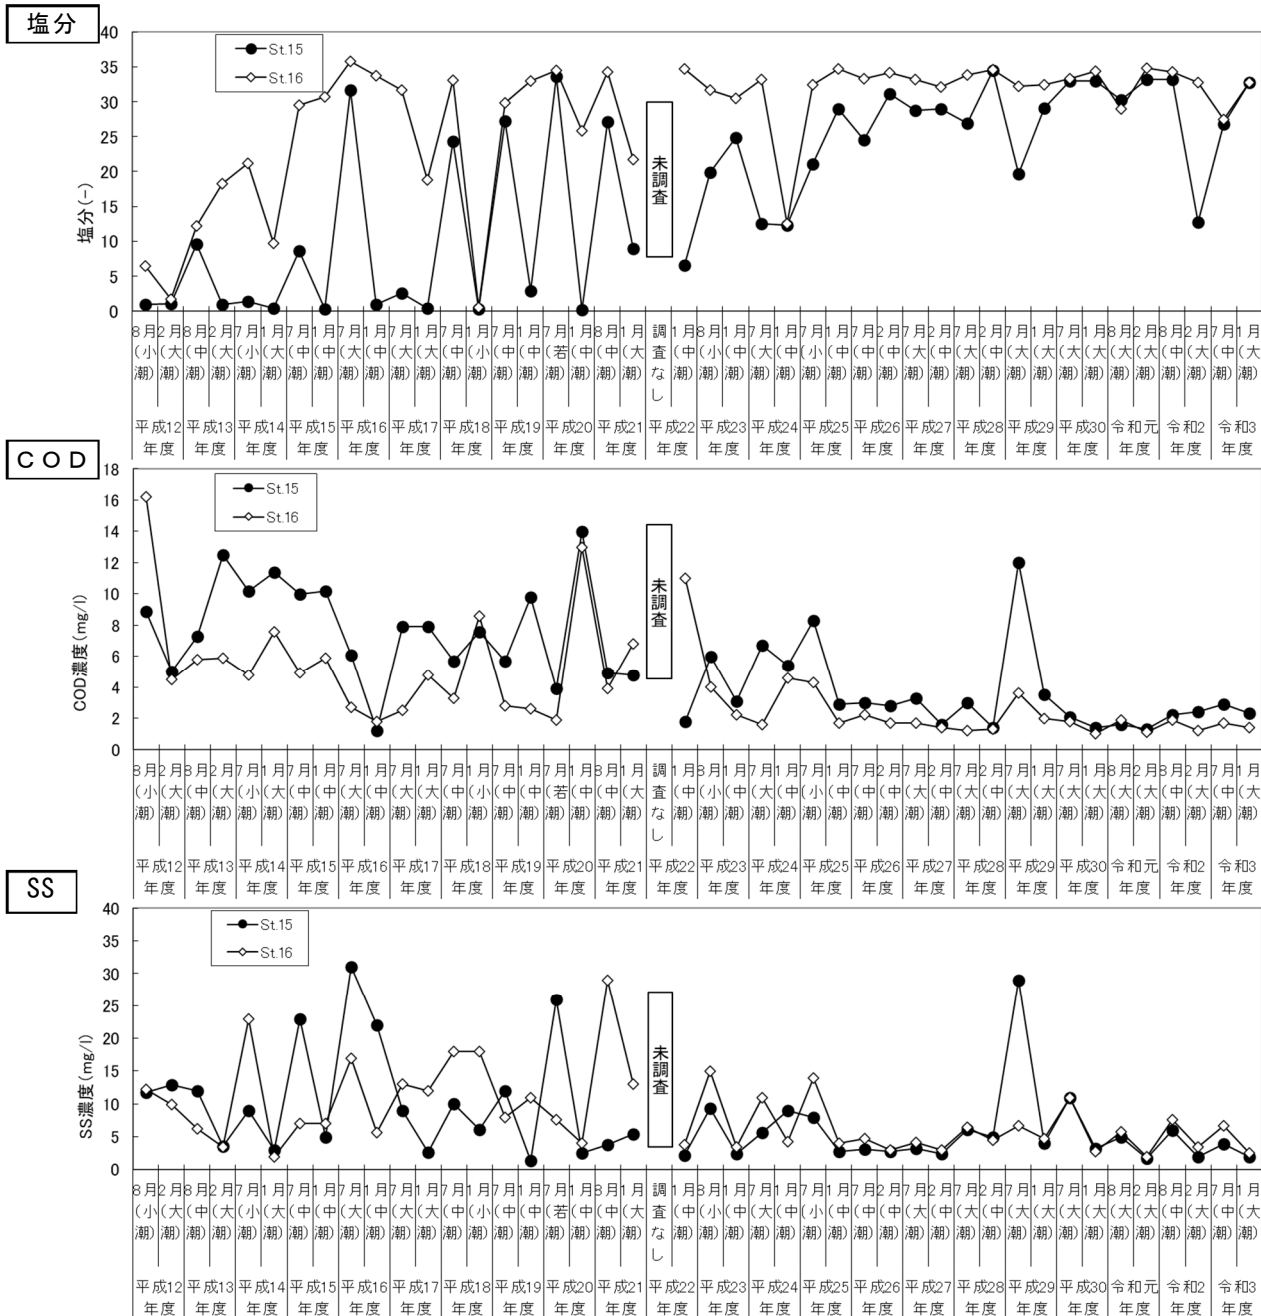 塩分
40
35
30
25
20
15
10
5
0
塩分(-)
St.15
St.16
未調査
8月(小潮) 2月(大潮) 8月(中潮) 2月(大潮) 7月(小潮) 1月(大潮) 7月(中潮) 1月(中潮) 7月(大潮) 1月(中潮) 7月(大潮) 1月(大潮) 7月(中潮) 1月(小潮) 7月(中潮) 1月(中潮) 7月(若潮) 1月(中潮) 8月(中潮) 1月(大潮) 調査なし 1月(中潮) 8月(小潮) 1月(中潮) 7月(大潮) 1月(大潮) 7月(小潮) 1月(中潮) 7月(中潮) 2月(中潮) 7月(大潮) 2月(中潮) 7月(大潮) 1月(中潮) 7月(大潮) 1月(大潮) 7月(大潮) 1月(大潮) 8月(大潮) 2月(大潮) 8月(中潮) 2月(大潮) 7月(中潮) 1月(大潮)
平成12年度 平成13年度 平成14年度 平成15年度 平成16年度 平成17年度 平成18年度 平成19年度 平成20年度 平成21年度 平成22年度 平成23年度 平成24年度 平成25年度 平成26年度 平成27年度 平成28年度 平成29年度 平成30年度 令和元年度 令和2年度 令和3年度
COD
18
16
14
12
10
8
6
4
2
0
COD濃度(mg/l)
St.15
St.16
未調査
8月(小潮) 2月(大潮) 8月(中潮) 2月(大潮) 7月(小潮) 1月(大潮) 7月(中潮) 1月(中潮) 7月(大潮) 1月(中潮) 7月(大潮) 1月(大潮) 7月(中潮) 1月(小潮) 7月(中潮) 1月(中潮) 7月(若潮) 1月(中潮) 8月(中潮) 1月(大潮) 調査なし 1月(中潮) 8月(小潮) 1月(中潮) 7月(大潮) 1月(大潮) 7月(小潮) 1月(中潮) 7月(中潮) 2月(中潮) 7月(大潮) 2月(中潮) 7月(大潮) 1月(中潮) 7月(大潮) 1月(大潮) 7月(大潮) 1月(大潮) 8月(大潮) 2月(大潮) 8月(中潮) 2月(大潮) 7月(中潮) 1月(大潮)
平成12年度 平成13年度 平成14年度 平成15年度 平成16年度 平成17年度 平成18年度 平成19年度 平成20年度 平成21年度 平成22年度 平成23年度 平成24年度 平成25年度 平成26年度 平成27年度 平成28年度 平成29年度 平成30年度 令和元年度 令和2年度 令和3年度
SS
40
35
30
25
20
15
10
5
0
SS濃度(mg/l)
St.15
St.16
未調査
8月(小潮) 2月(大潮) 8月(中潮) 2月(大潮) 7月(小潮) 1月(大潮) 7月(中潮) 1月(中潮) 7月(大潮) 1月(中潮) 7月(大潮) 1月(大潮) 7月(中潮) 1月(小潮) 7月(中潮) 1月(中潮) 7月(若潮) 1月(中潮) 8月(中潮) 1月(大潮) 調査なし 1月(中潮) 8月(小潮) 1月(中潮) 7月(大潮) 1月(大潮) 7月(小潮) 1月(中潮) 7月(中潮) 2月(中潮) 7月(大潮) 2月(中潮) 7月(大潮) 1月(中潮) 7月(大潮) 1月(大潮) 7月(大潮) 1月(大潮) 8月(大潮) 2月(大潮) 8月(中潮) 2月(大潮) 7月(中潮) 1月(大潮)
平成12年度 平成13年度 平成14年度 平成15年度 平成16年度 平成17年度 平成18年度 平成19年度 平成20年度 平成21年度 平成22年度 平成23年度 平成24年度 平成25年度 平成26年度 平成27年度 平成28年度 平成29年度 平成30年度 令和元年度 令和2年度 令和3年度